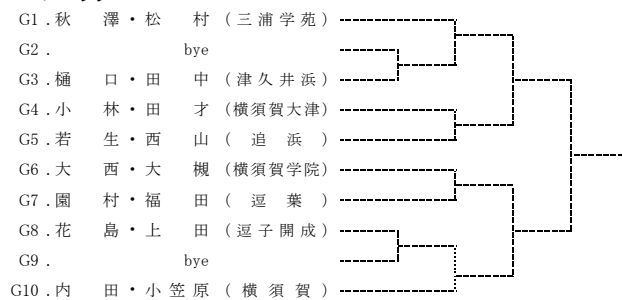 G1.秋 澤・松 村(三浦学苑)
G2. bye
G3.樋 口・田 中(津久井浜)
G4.小 林・田 才(横須賀大津)
G5.若 生・西 山( 追 浜 )
G6.大 西・大 槻(横須賀学院)
G7.園 村・福 田( 逗 葉 )
G8.花 島・上 田(逗子開成)
G9. bye
G10.内 田・小笠原( 横 須 賀 )